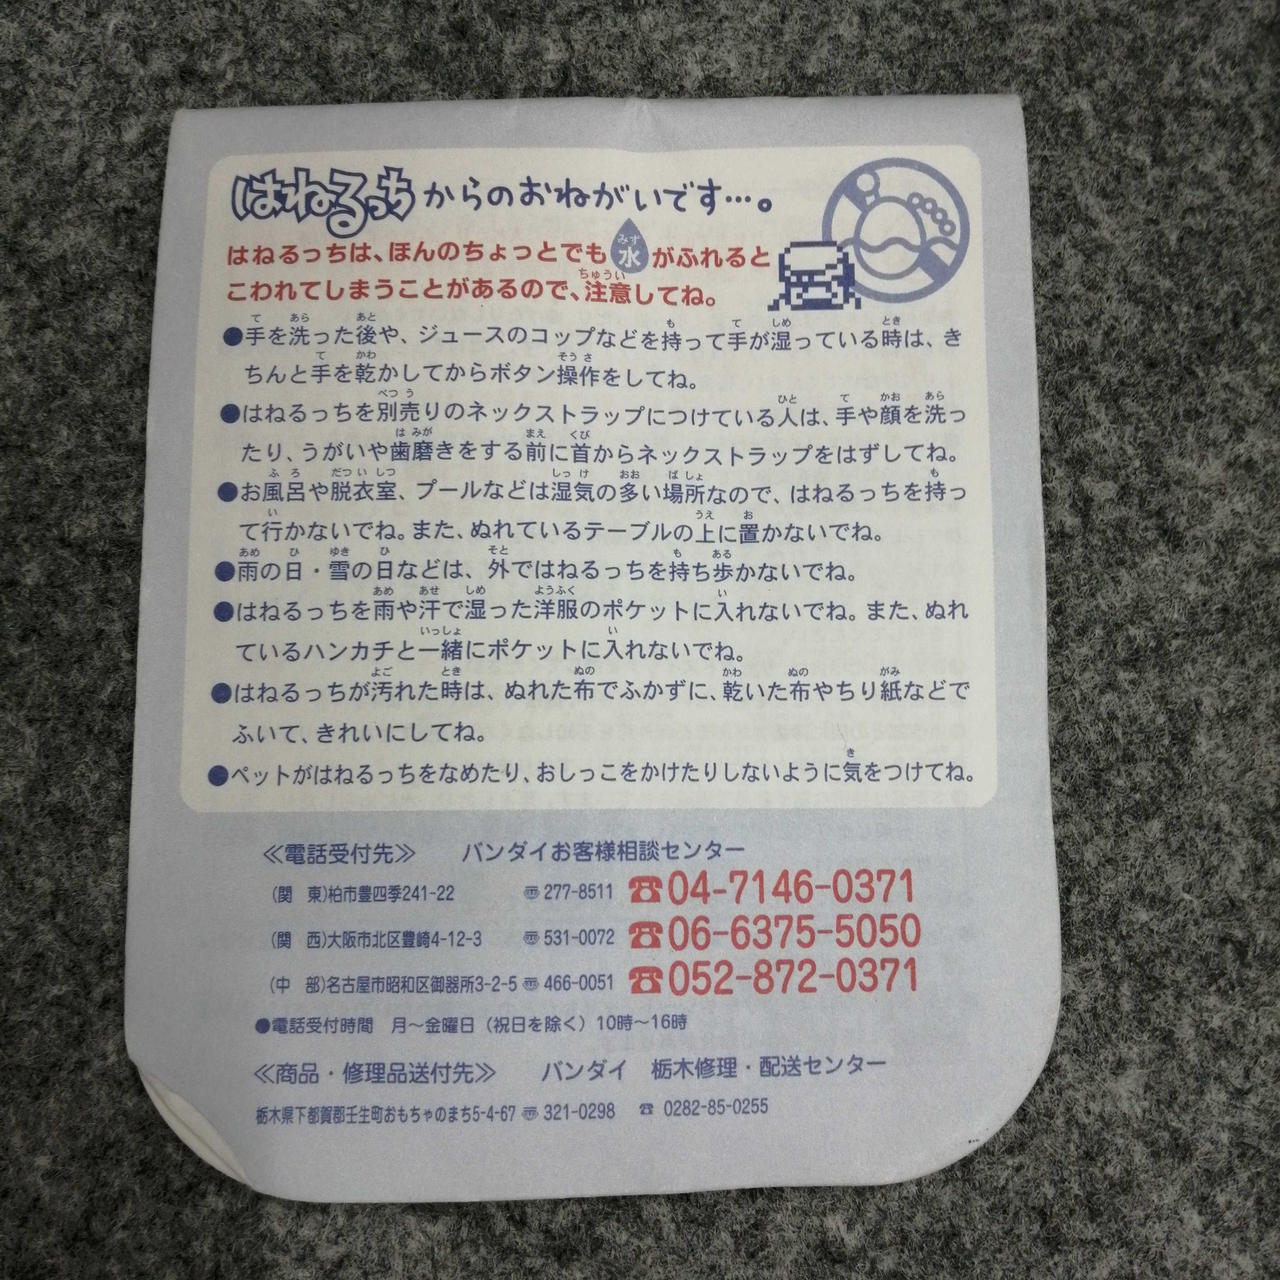 はねるっちからのおねがいです…。
はねるっちは、ほんのちょっとでも水がふれると
こわれてしまうことがあるので、注意してね。
●手を洗った後や、ジュースのコップなどを持って手が湿っている時は、き
ちんと手を乾かしてからボタン操作をしてね。
●はねるっちを別売りのネックストラップにつけている人は、手や顔を洗っ
たり、うがいや歯磨きをする前に首からネックストラップをはずしてね。
●お風呂や脱衣室、プールなどは湿気の多い場所なので、はねるっちを持っ
て行かないでね。また、ぬれているテーブルの上に置かないでね。
●雨の日・雪の日などは、外ではねるっちを持ち歩かないでね。
●はねるっちを雨や汗で湿った洋服のポケットに入れないでね。また、ぬれ
ているハンカチと一緒にポケットに入れないでね。
●はねるっちが汚れた時は、ぬれた布でふかずに、乾いた布やちり紙などで
ふいて、きれいにしてね。
●ペットがはねるっちをなめたり、おしっこをかけたりしないように気をつけてね。
≪電話受付先≫ バンダイお客様相談センター
(関 東)柏市豊四季241-22 〠 277-8511 ☎04-7146-0371
(関 西)大阪市北区豊崎4-12-3 〠 531-0072 ☎06-6375-5050
(中 部)名古屋市昭和区御器所3-2-5 〠 466-0051 ☎052-872-0371
●電話受付時間 月〜金曜日（祝日を除く）10時〜16時
≪商品・修理品送付先≫ バンダイ 栃木修理・配送センター
栃木県下都賀郡壬生町おもちゃのまち5-4-67 〠 321-0298 ☎ 0282-85-0255